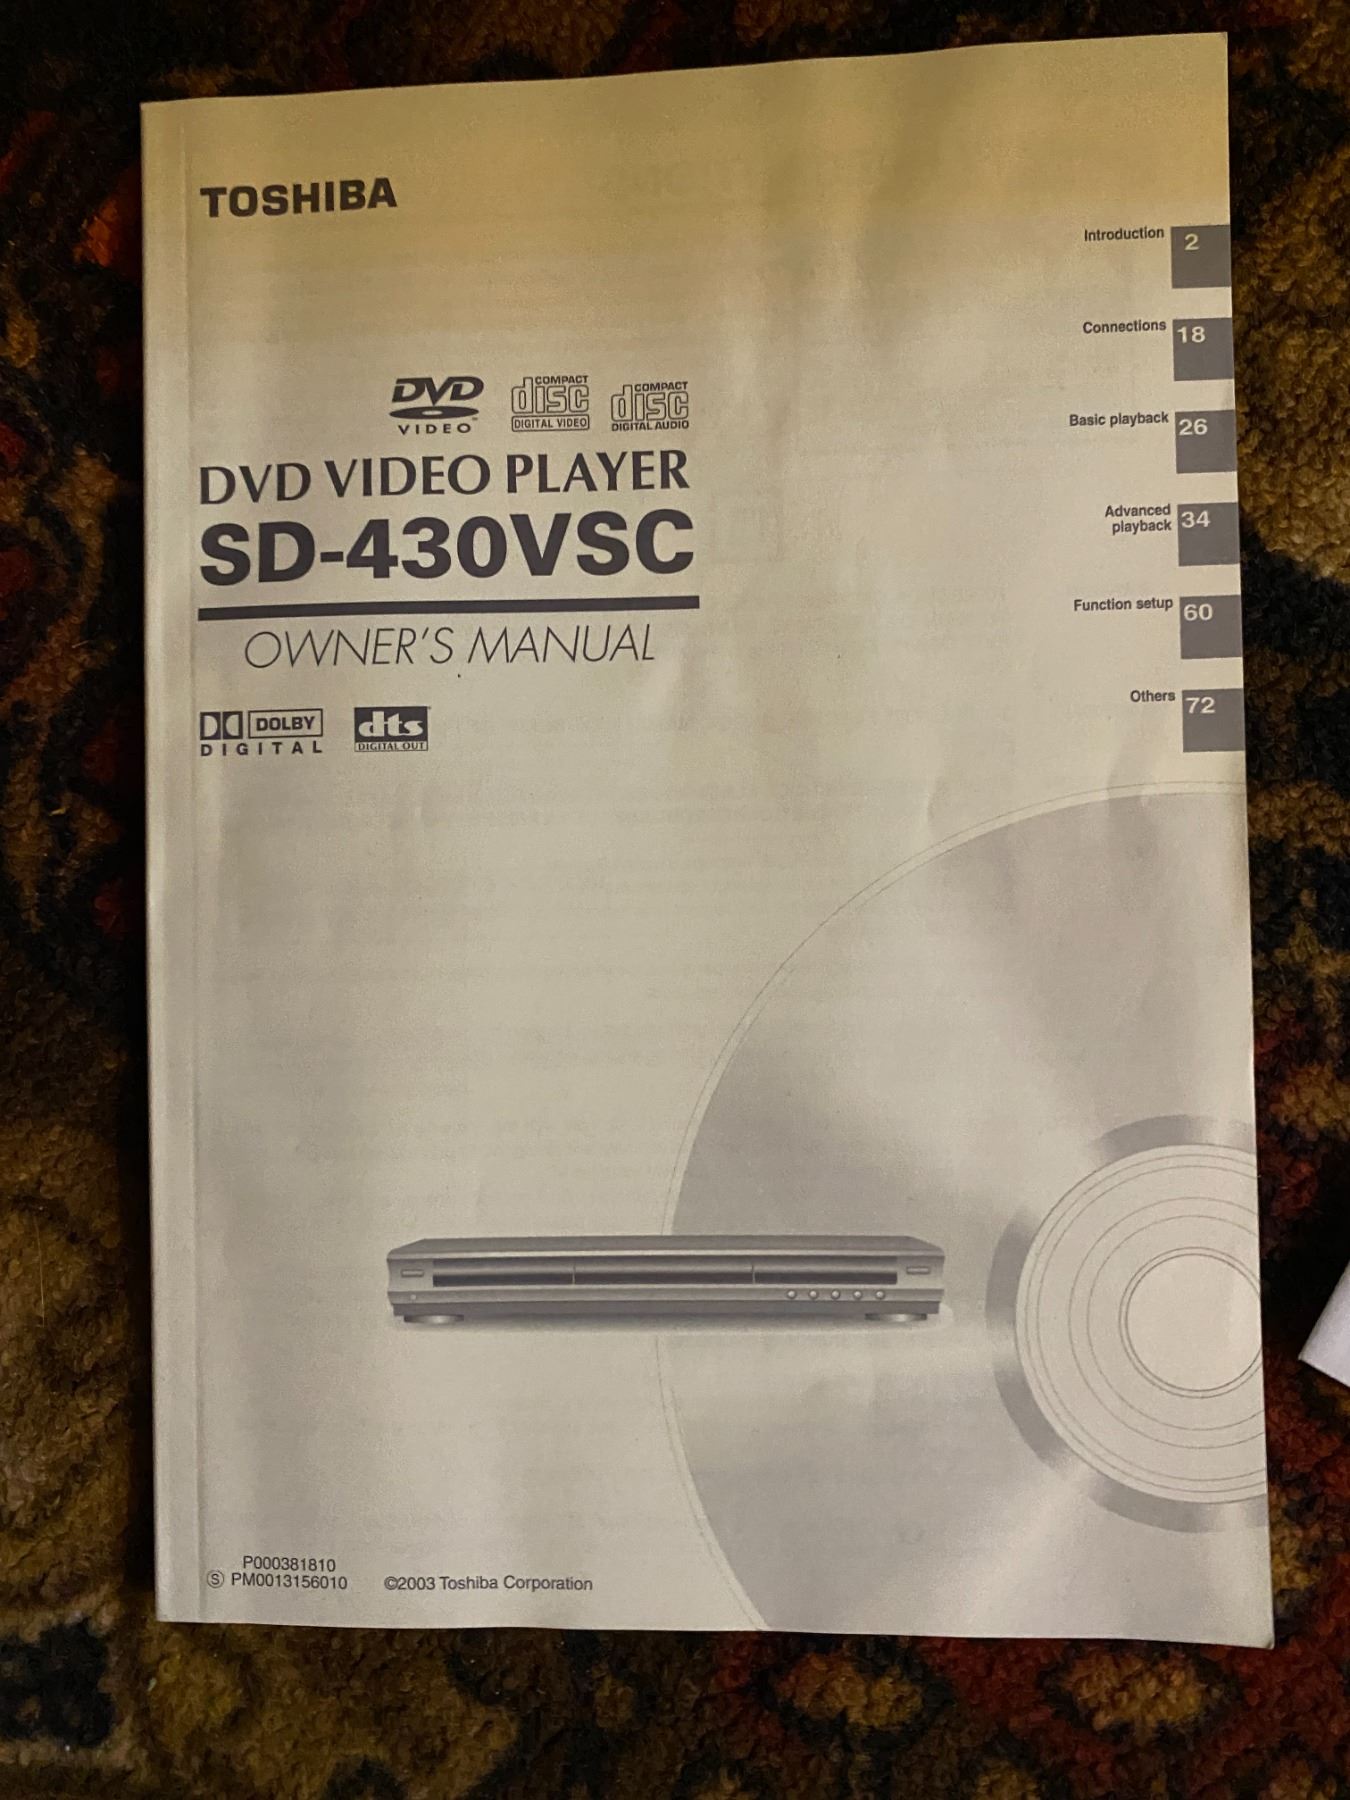 TOSHIBA
Introduction 2
Connections 18
DVD VIDEO
COMPACT disc DIGITAL VIDEO
COMPACT disc DIGITAL AUDIO
Basic playback 26
DVD VIDEO PLAYER
SD-430VSC
OWNER'S MANUAL
Advanced
playback 34
Function setup 60
Others 72
DOLBY
DIGITAL
dts
DIGITAL OUT
P000381810
Ⓢ PM0013156010
©2003 Toshiba Corporation